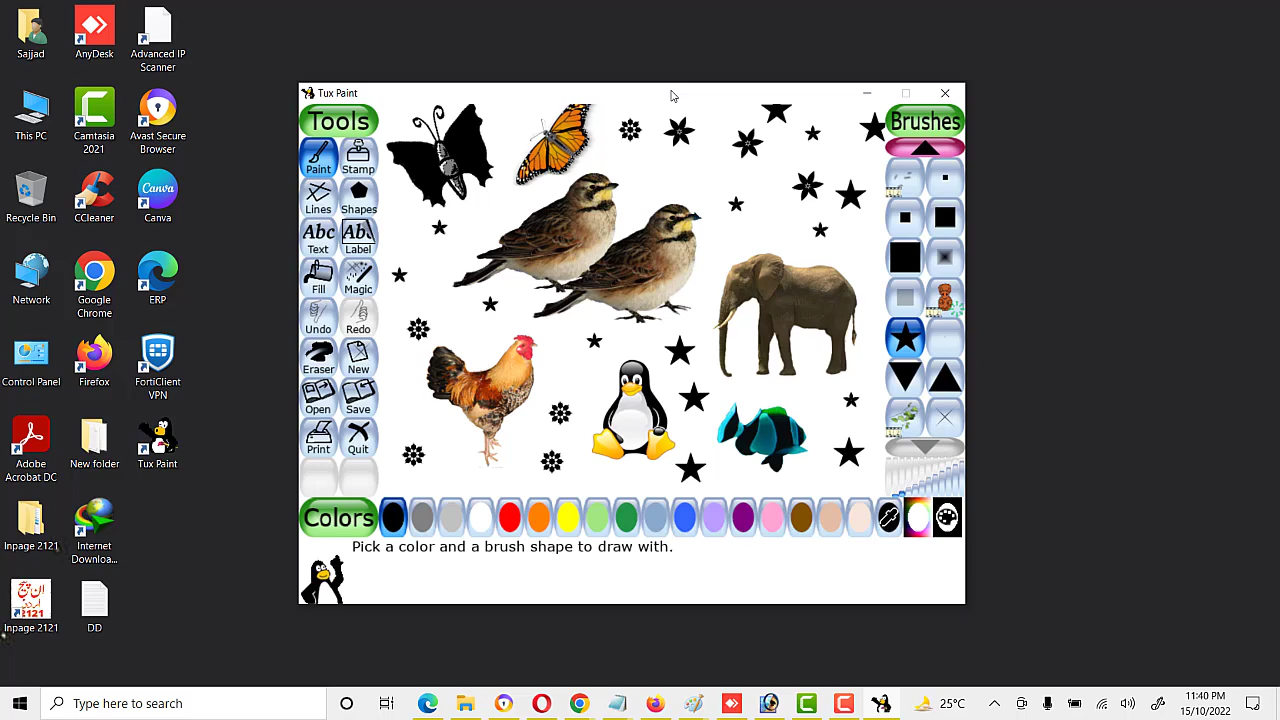 Sajjad
AnyDesk
Advanced IP
Scanner
This PC
Camtasia
2021
Avast Secure
Browser
Recycle Bin
CCleaner
Canva
Network
Google
Chrome
ERP
Control Panel
Firefox
FortiClient
VPN
Adobe
Acrobat DC
New folder
Tux Paint
Inpage 2121
Internet
Downloa...
Inpage 2121
DD
Tux Paint
Tools
Paint
Stamp
Lines
Shapes
Abc
Text
Abc
Label
Fill
Magic
Undo
Redo
Eraser
New
Open
Save
Print
Quit
Brushes
Colors
Pick a color and a brush shape to draw with.
Type here to search
25°C
11:40 PM
15/10/2022